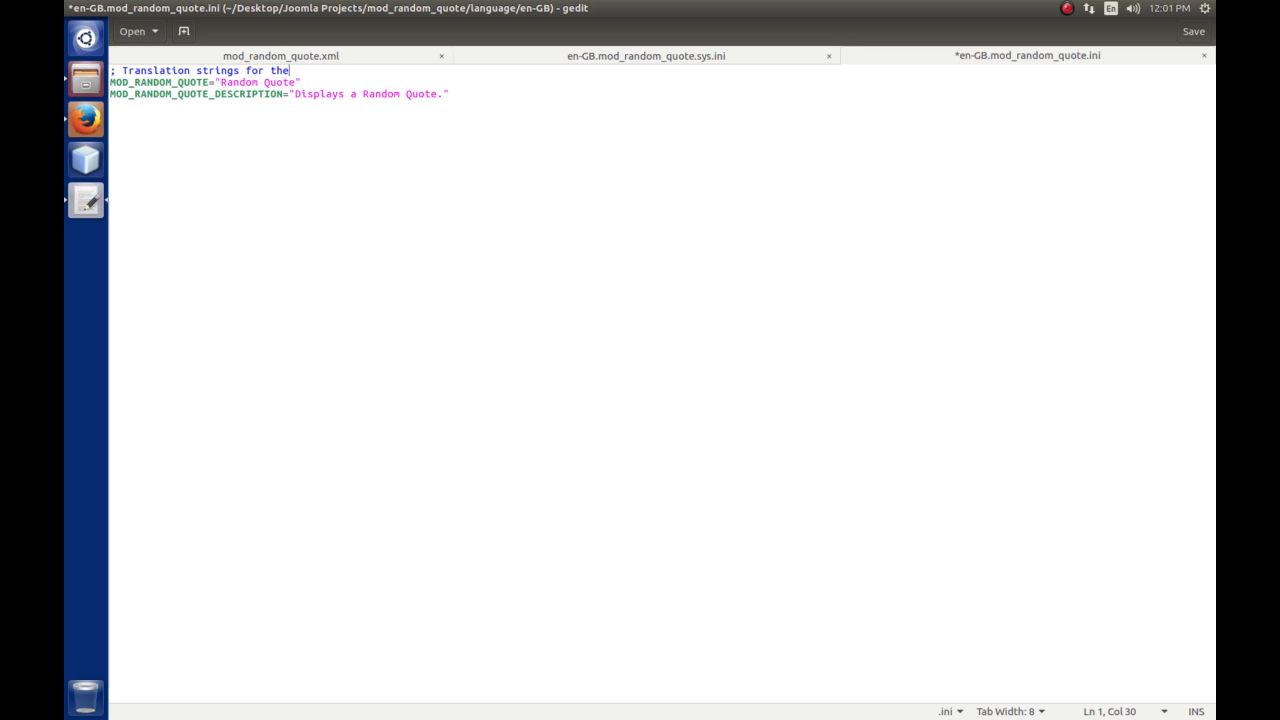 *en-GB.mod_random_quote.ini (~/Desktop/Joomla Projects/mod_random_quote/language/en-GB) - gedit
En
12:01 PM
Open
Save
mod_random_quote.xml ×
en-GB.mod_random_quote.sys.ini ×
*en-GB.mod_random_quote.ini ×
; Translation strings for the
MOD_RANDOM_QUOTE="Random Quote"
MOD_RANDOM_QUOTE_DESCRIPTION="Displays a Random Quote."
.ini
Tab Width: 8
Ln 1, Col 30
INS